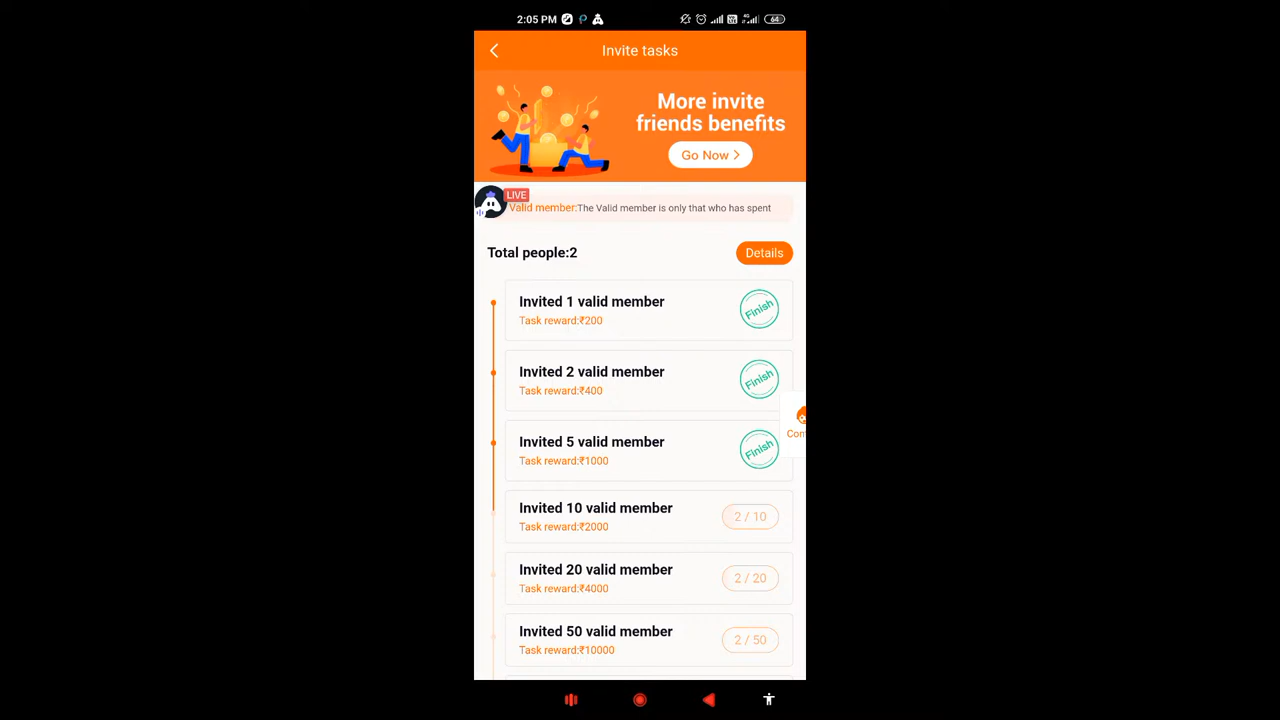 2:05 PM
64
Invite tasks
More invite
friends benefits
Go Now
LIVE
Valid member:The Valid member is only that who has spent
Total people:2
Details
Invited 1 valid member
Task reward:₹200
Finish
Invited 2 valid member
Task reward:₹400
Finish
Invited 5 valid member
Task reward:₹1000
Finish
Con
Invited 10 valid member
Task reward:₹2000
2 / 10
Invited 20 valid member
Task reward:₹4000
2 / 20
Invited 50 valid member
Task reward:₹10000
2 / 50